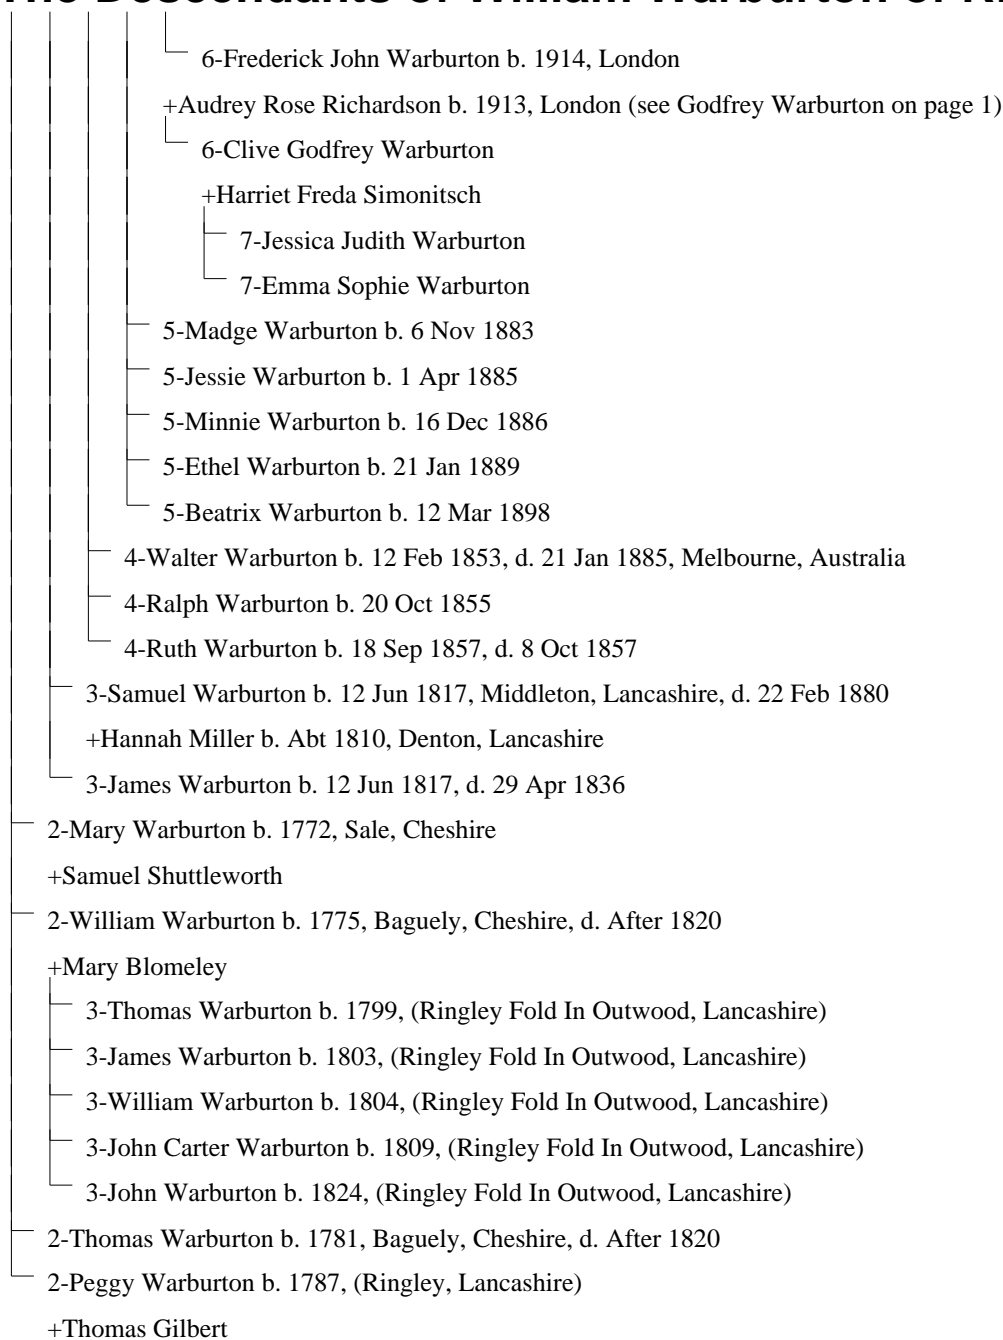 The Descendants of William Warburton of
6-Frederick John Warburton b. 1914, London
+Audrey Rose Richardson b. 1913, London (see Godfrey Warburton on page 1)
6-Clive Godfrey Warburton
+Harriet Freda Simonitsch
7-Jessica Judith Warburton
7-Emma Sophie Warburton
5-Madge Warburton b. 6 Nov 1883
5-Jessie Warburton b. 1 Apr 1885
5-Minnie Warburton b. 16 Dec 1886
5-Ethel Warburton b. 21 Jan 1889
5-Beatrix Warburton b. 12 Mar 1898
4-Walter Warburton b. 12 Feb 1853, d. 21 Jan 1885, Melbourne, Australia
4-Ralph Warburton b. 20 Oct 1855
4-Ruth Warburton b. 18 Sep 1857, d. 8 Oct 1857
3-Samuel Warburton b. 12 Jun 1817, Middleton, Lancashire, d. 22 Feb 1880
+Hannah Miller b. Abt 1810, Denton, Lancashire
3-James Warburton b. 12 Jun 1817, d. 29 Apr 1836
2-Mary Warburton b. 1772, Sale, Cheshire
+Samuel Shuttleworth
2-William Warburton b. 1775, Baguely, Cheshire, d. After 1820
+Mary Blomeley
3-Thomas Warburton b. 1799, (Ringley Fold In Outwood, Lancashire)
3-James Warburton b. 1803, (Ringley Fold In Outwood, Lancashire)
3-William Warburton b. 1804, (Ringley Fold In Outwood, Lancashire)
3-John Carter Warburton b. 1809, (Ringley Fold In Outwood, Lancashire)
3-John Warburton b. 1824, (Ringley Fold In Outwood, Lancashire)
2-Thomas Warburton b. 1781, Baguely, Cheshire, d. After 1820
2-Peggy Warburton b. 1787, (Ringley, Lancashire)
+Thomas Gilbert